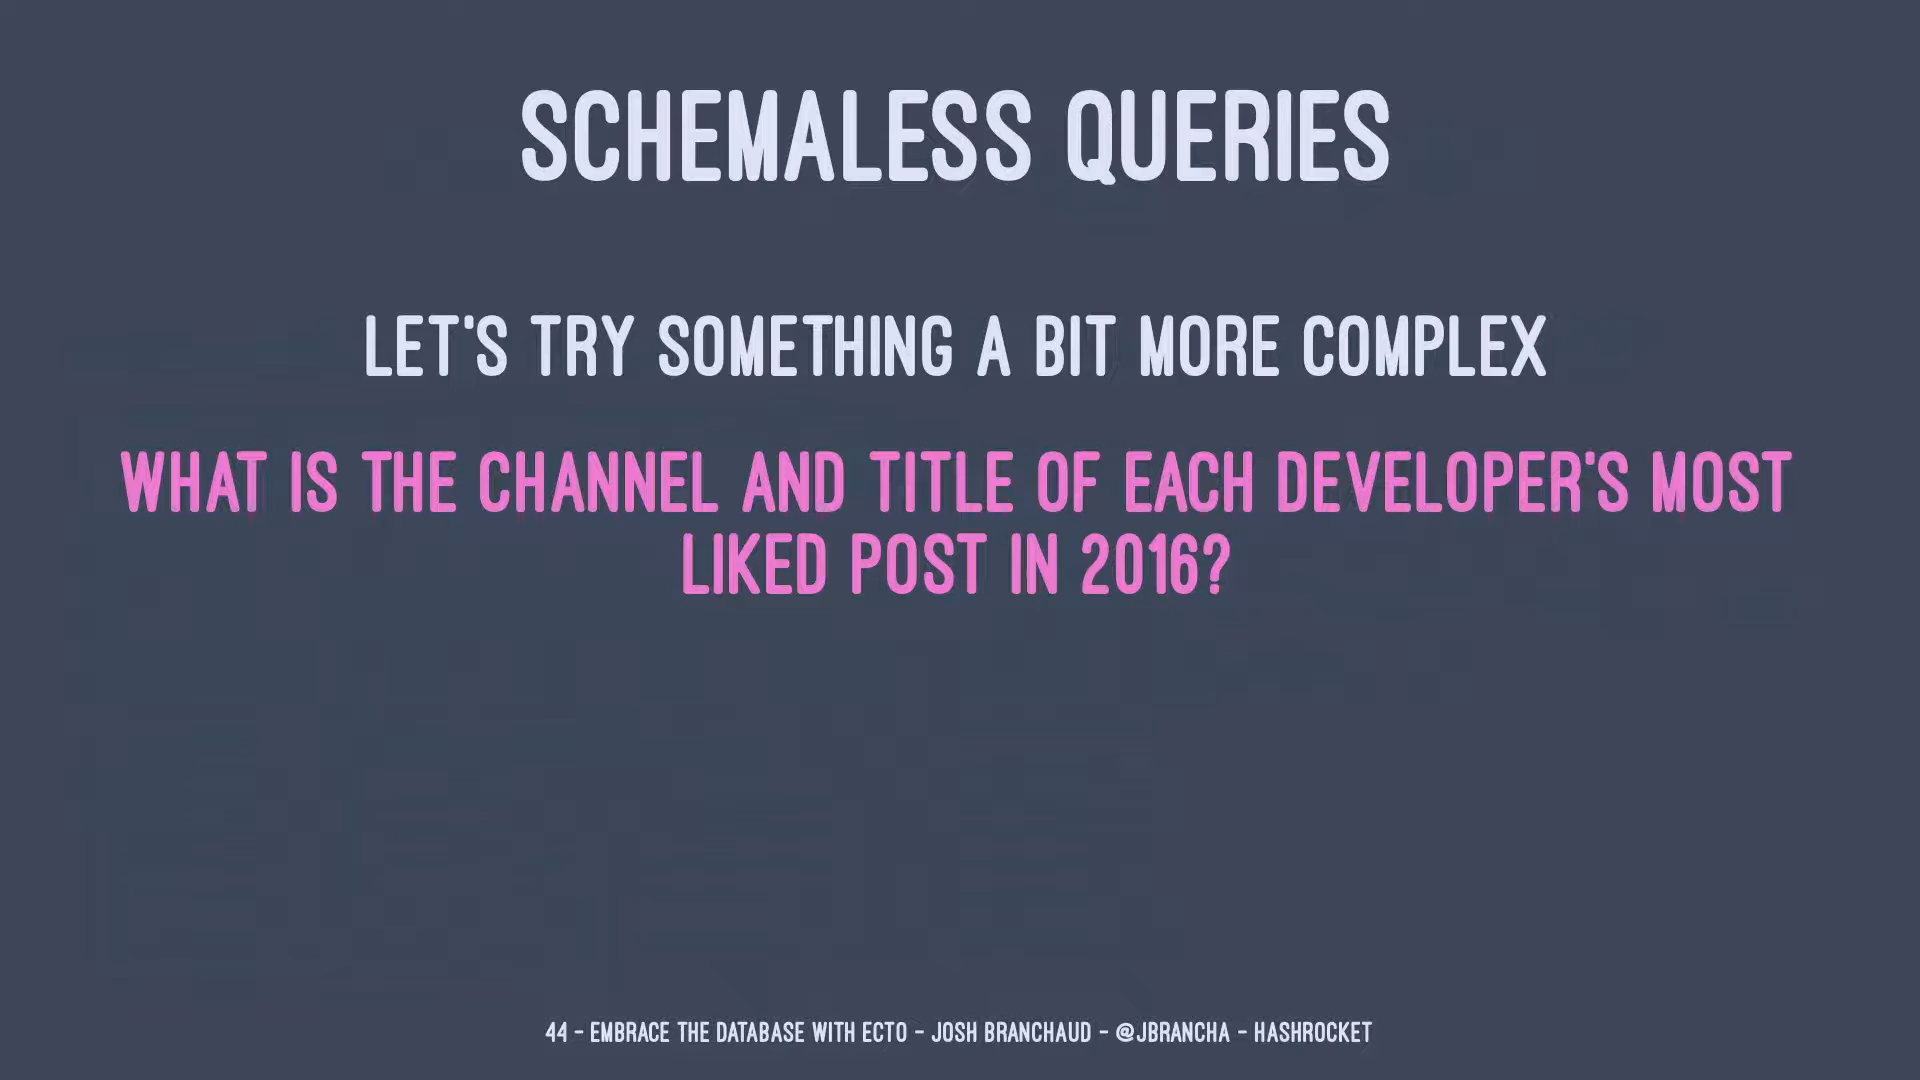 SCHEMALESS QUERIES
LET'S TRY SOMETHING A BIT MORE COMPLEX
WHAT IS THE CHANNEL AND TITLE OF EACH DEVELOPER'S MOST
LIKED POST IN 2016?
44 - EMBRACE THE DATABASE WITH ECTO - JOSH BRANCHAUD - @JBRANCHA - HASHROCKET